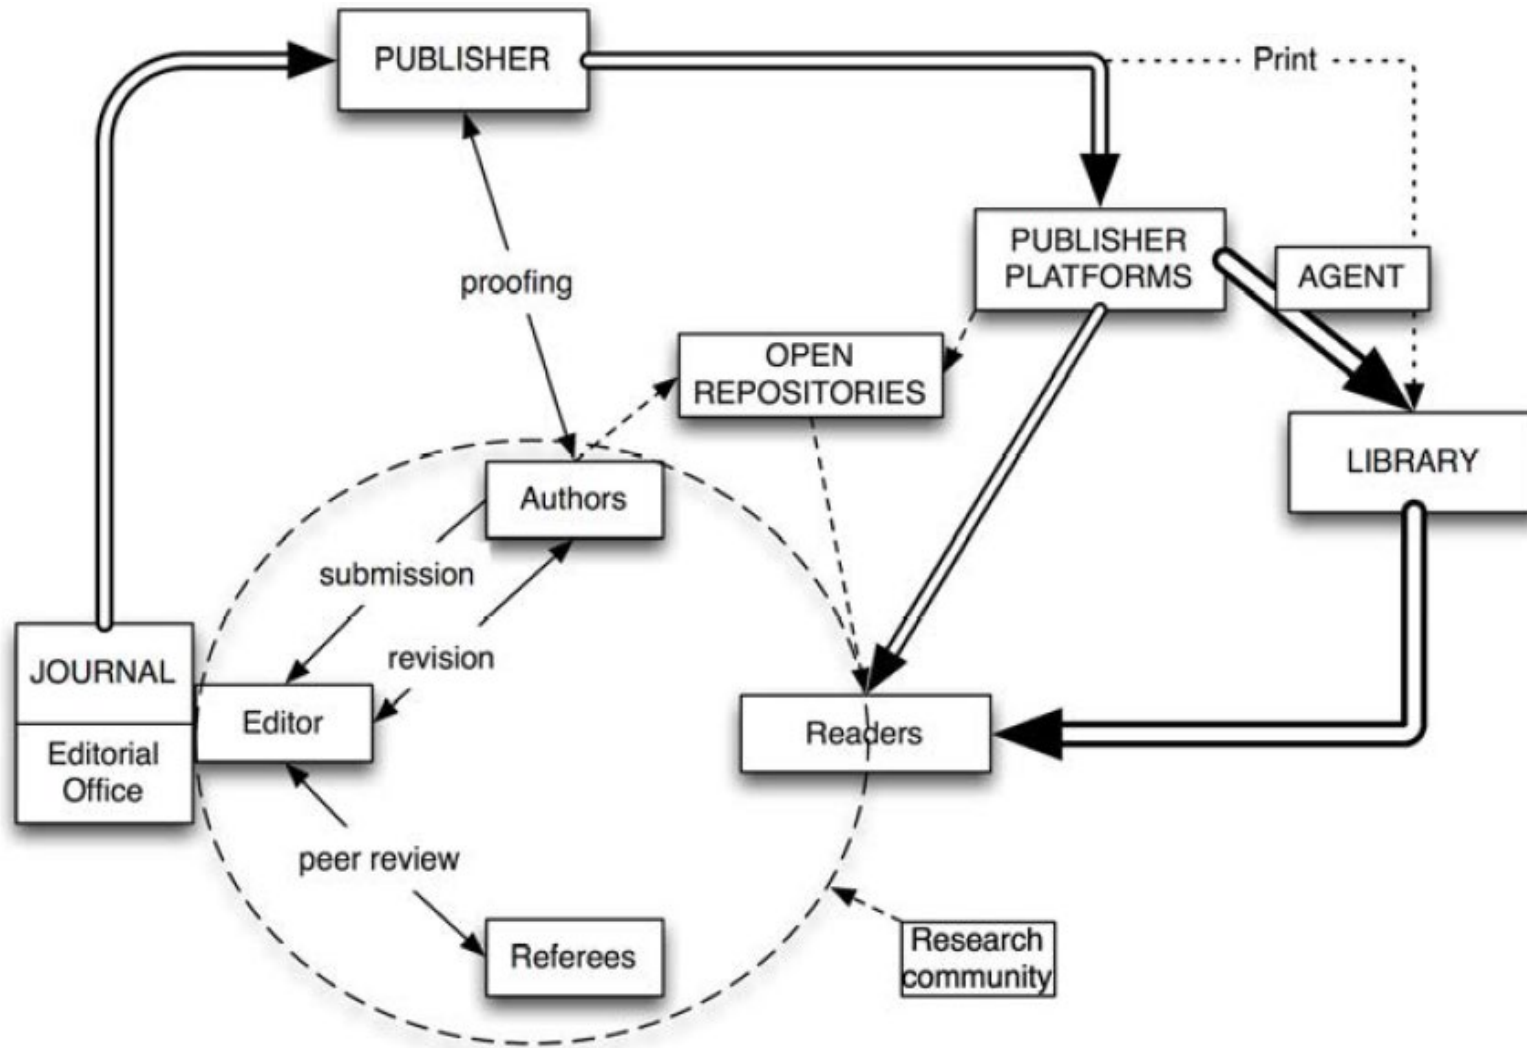 PUBLISHER
Print
PUBLISHER
PLATFORMS
AGENT
proofing
OPEN
REPOSITORIES
LIBRARY
Authors
submission
revision
JOURNAL
Editorial
Office
Editor
Readers
peer review
Referees
Research
community